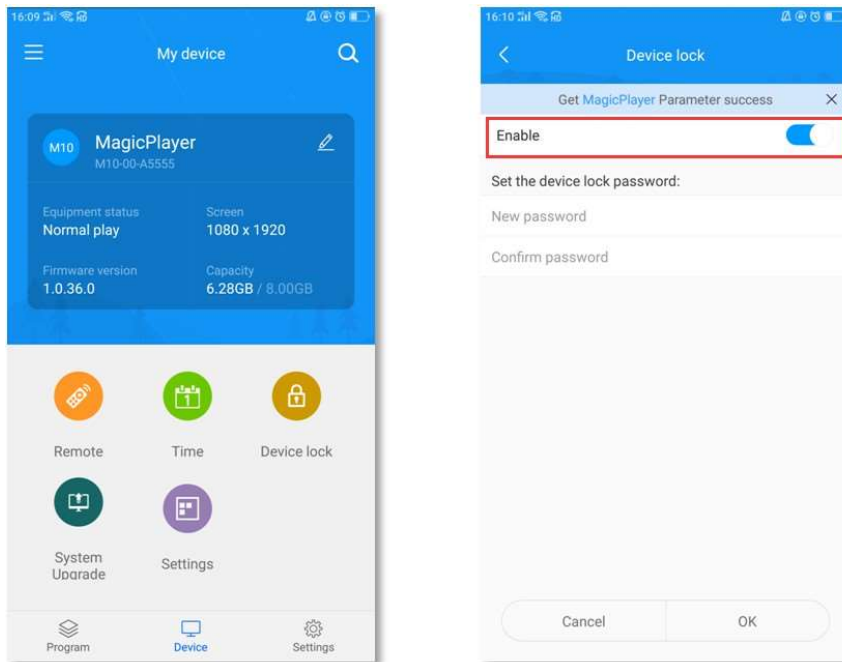 16:09
My device
M10
MagicPlayer
M10-00-A5555
Equipment status
Screen
Normal play
1080 x 1920
Firmware version
Capacity
1.0.36.0
6.28GB / 8.00GB
1
Remote
Time
Device lock
System
Upgrade
Settings
Program
Device
Settings
16:10
Device lock
Get MagicPlayer Parameter success
Enable
Set the device lock password:
New password
Confirm password
Cancel
OK